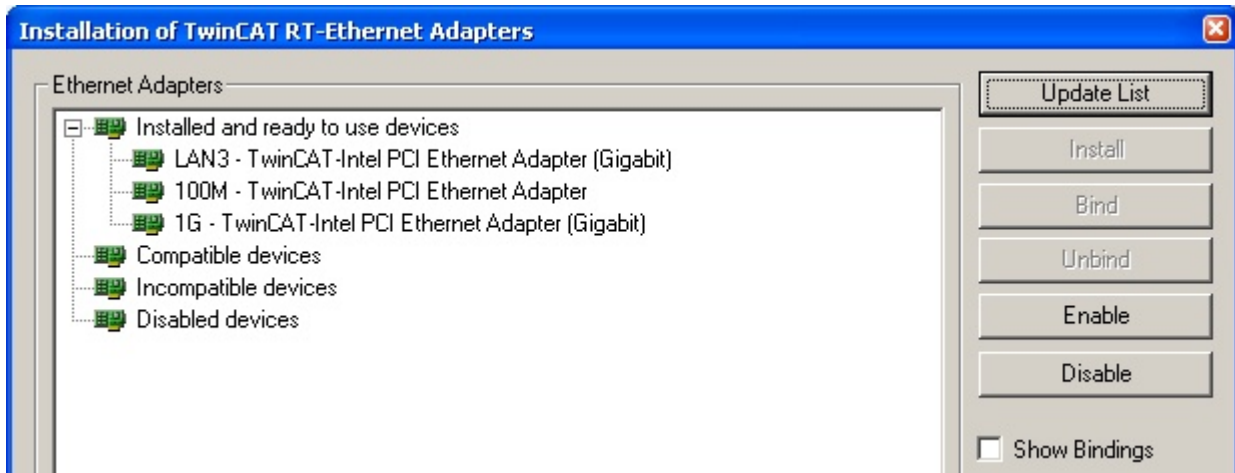 Installation of TwinCAT RT-Ethernet Adapters
Ethernet Adapters
Installed and ready to use devices
LAN3 - TwinCAT-Intel PCI Ethernet Adapter (Gigabit)
100M - TwinCAT-Intel PCI Ethernet Adapter
1G - TwinCAT-Intel PCI Ethernet Adapter (Gigabit)
Compatible devices
Incompatible devices
Disabled devices
Update List
Install
Bind
Unbind
Enable
Disable
Show Bindings